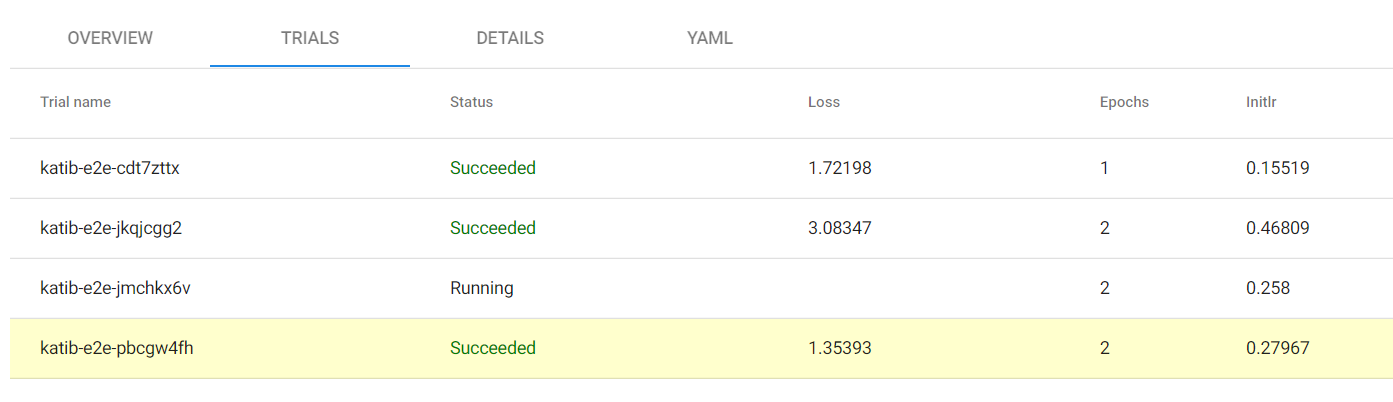 OVERVIEW TRIALS DETAILS YAML
Trial name Status Loss Epochs Initlr
katib-e2e-cdt7zttx Succeeded 1.72198 1 0.15519
katib-e2e-jkqjcgg2 Succeeded 3.08347 2 0.46809
katib-e2e-jmchkx6v Running 2 0.258
katib-e2e-pbcgw4fh Succeeded 1.35393 2 0.27967